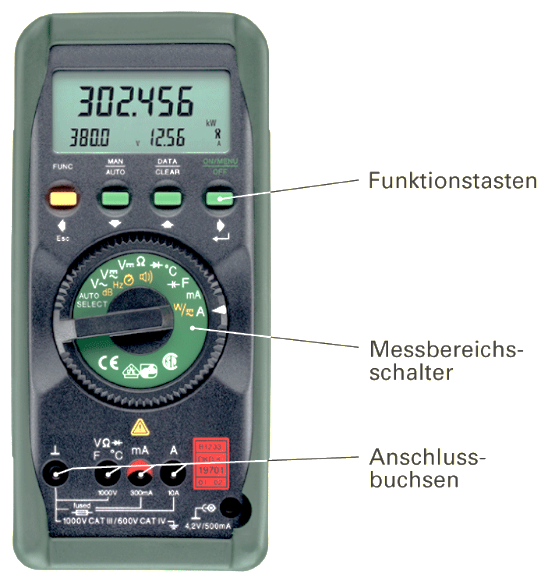 302.456
kW
380.0 V 12.56 A
FUNC
MAN
AUTO
DATA
CLEAR
ON/MENU
OFF
Funktionstasten
Esc
V⎓ Ω °C
V~ Hz F
dB mA
AUTO
SELECT
W A
Messbereichs-
schalter
CE
⊥ VΩ mA A
F °C
Anschluss-
buchsen
19701
1000V 300mA 10A
fused
1000V CAT III/600V CAT IV
4,2V/500mA